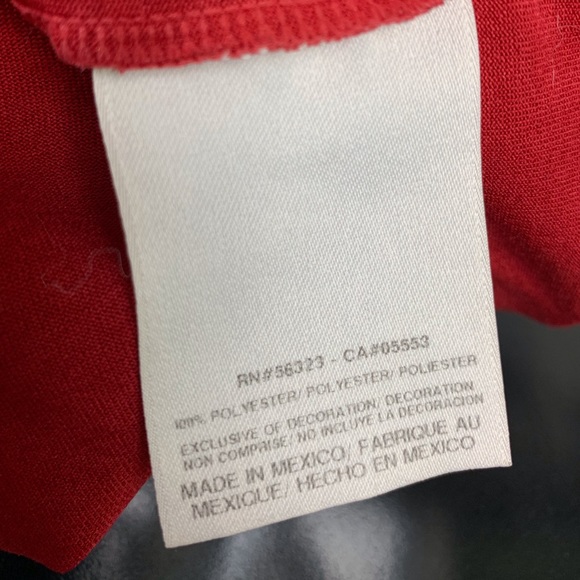 RN#56323 - CA#05553
100% POLYESTER/ POLYESTER/ POLIESTER
EXCLUSIVE OF DECORATION, DECORATION
NON COMPRISE/ NO INCLUYE LA DECORACION
MADE IN MEXICO/ FABRIQUE AU
MEXIQUE/ HECHO EN MEXICO